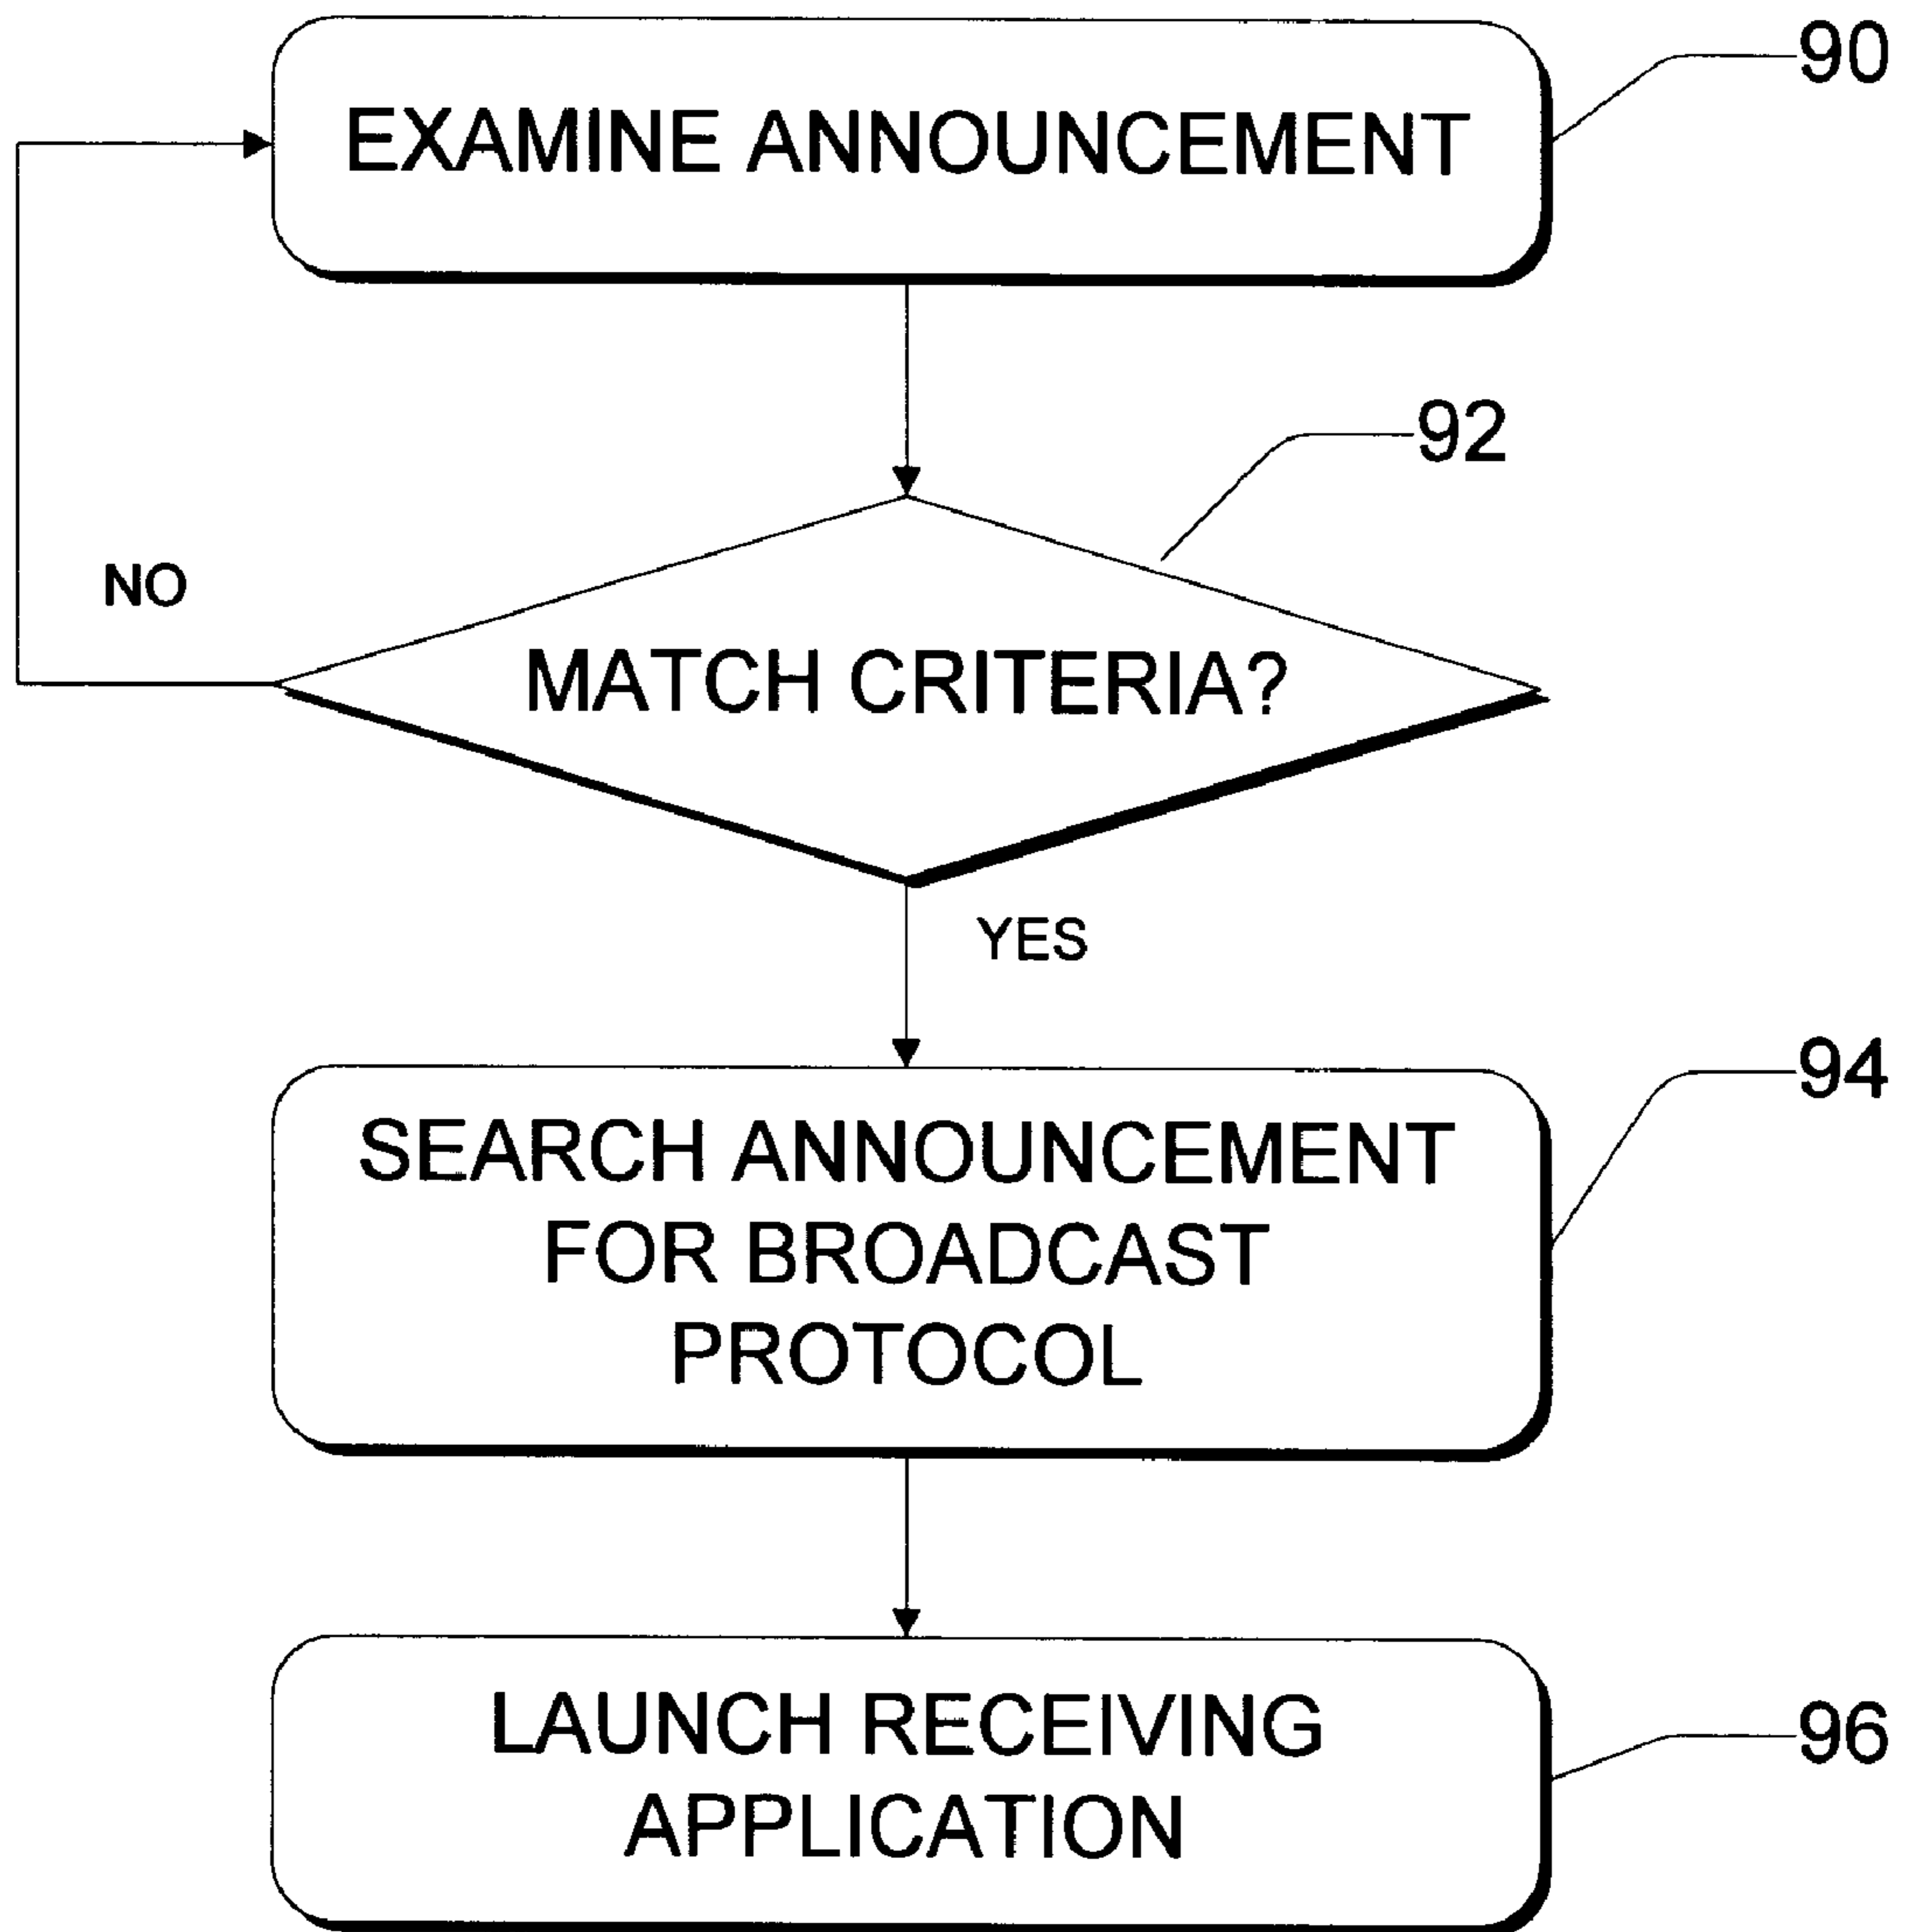 90
EXAMINE ANNOUNCEMENT
92
NO
MATCH CRITERIA?
YES
94
SEARCH ANNOUNCEMENT
FOR BROADCAST
PROTOCOL
96
LAUNCH RECEIVING
APPLICATION